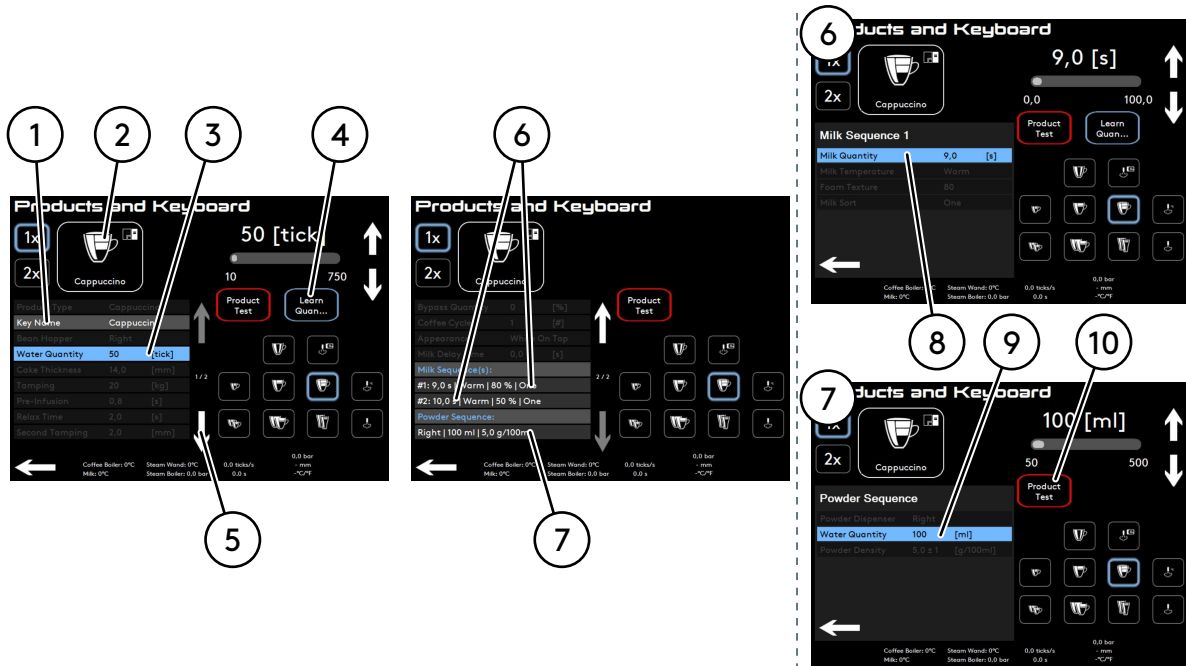 1
2
3
4
6
Products and Keyboard
1x
2x
Cappuccino
50 [tick]
10 750
Product Test
Learn Quan...
Product Type Cappuccino
Key Name Cappuccino
Bean Hopper Right
Water Quantity 50 [tick]
Cake Thickness 14,0 [mm]
Tamping 20 [kg]
Pre-Infusion 0,8 [s]
Relax Time 2,0 [s]
Second Tamping 2,0 [mm]
1/2
Coffee Boiler: 0°C Steam Wand: 0°C 0,0 ticks/s 0,0 bar
Milk: 0°C Steam Boiler: 0,0 bar 0.0 s - mm
-°C/°F
5
Products and Keyboard
1x
2x
Cappuccino
Product Test
Bypass Quantity 0 [%]
Coffee Cycles 1 [#]
Appearance White On Top
Milk Delay Time 0,0 [s]
Milk Sequence(s):
#1: 9,0 s | Warm | 80 % | One
#2: 10,0 s | Warm | 50 % | One
Powder Sequence:
Right | 100 ml | 5,0 g/100ml
2/2
Coffee Boiler: 0°C Steam Wand: 0°C 0,0 ticks/s 0,0 bar
Milk: 0°C Steam Boiler: 0,0 bar 0.0 s - mm
-°C/°F
7
6
ducts and Keyboard
1x
2x
Cappuccino
9,0 [s]
0,0 100,0
Product Test
Learn Quan...
Milk Sequence 1
Milk Quantity 9,0 [s]
Milk Temperature Warm
Foam Texture 80
Milk Sort One
Coffee Boiler: 0°C Steam Wand: 0°C 0,0 ticks/s 0,0 bar
Milk: 0°C Steam Boiler: 0,0 bar 0.0 s - mm
-°C/°F
8
9
10
7
ducts and Keyboard
2x
Cappuccino
100 [ml]
50 500
Product Test
Powder Sequence
Powder Dispenser Right
Water Quantity 100 [ml]
Powder Density 5,0 ± 1 [g/100ml]
Coffee Boiler: 0°C Steam Wand: 0°C 0,0 ticks/s 0,0 bar
Milk: 0°C Steam Boiler: 0,0 bar 0.0 s - mm
-°C/°F